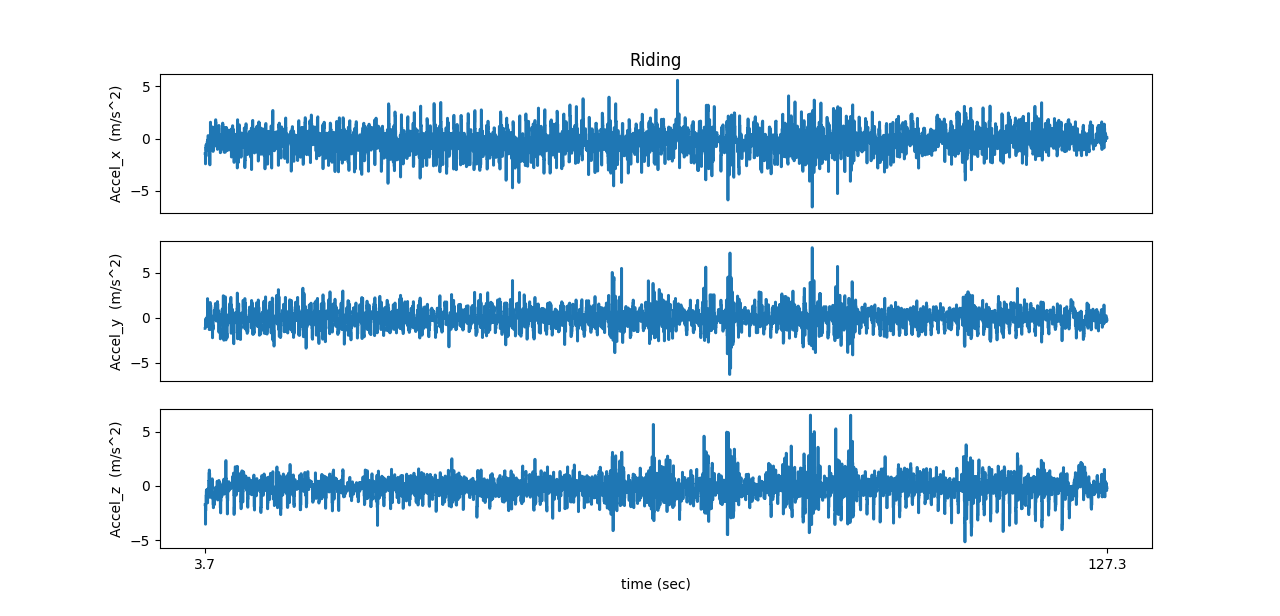 Riding
Accel_x (m/s^2)
5
0
−5
Accel_y (m/s^2)
5
0
−5
Accel_z (m/s^2)
5
0
−5
3.7
127.3
time (sec)